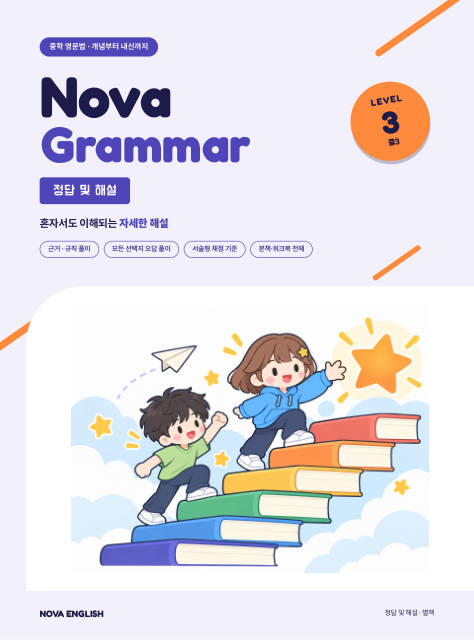 중학 영문법 · 개념부터 내신까지
Nova
Grammar
LEVEL
3
중3
정답 및 해설
혼자서도 이해되는 자세한 해설
근거 · 규칙 풀이
모든 선택지 오답 풀이
서술형 채점 기준
본책·워크북 전체
NOVA ENGLISH
정답 및 해설 · 별책